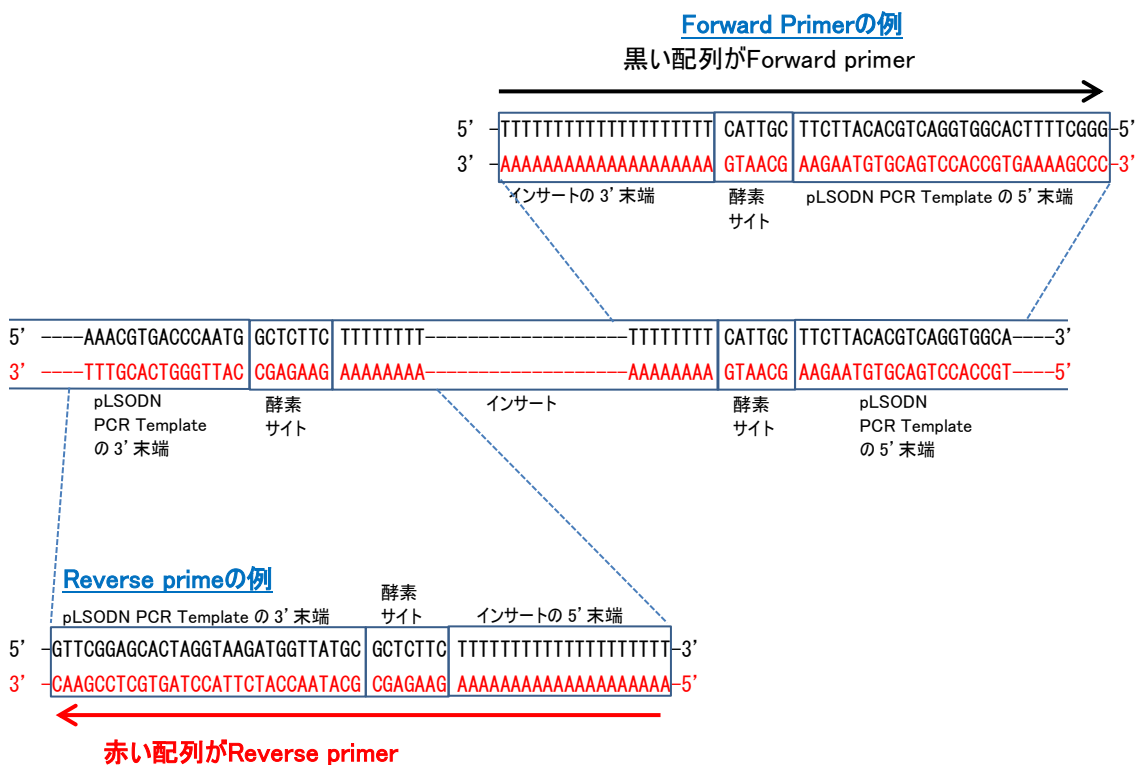 Forward Primerの例
黒い配列がForward primer
5’ -TTTTTTTTTTTTTTTTTTTT CATTGC TTCTTACACGTCAGGTGGCACTTTTCGGG-5’
3’ -AAAAAAAAAAAAAAAAAAAA GTAACG AAGAATGTGCAGTCCACCGTGAAAAGCCC-3’
インサートの 3’ 末端 酵素 pLSODN PCR Template の 5’ 末端
サイト
5’ ----AAACGTGACCCAATG GCTCTTC TTTTTTTT-------------------TTTTTTTT CATTGC TTCTTACACGTCAGGTGGCA----3’
3’ ----TTTGCACTGGGTTAC CGAGAAG AAAAAAAA-------------------AAAAAAAA GTAACG AAGAATGTGCAGTCCACCGT----5’
pLSODN 酵素 インサート 酵素 pLSODN
PCR Template サイト サイト PCR Template
の 3’ 末端 の 5’ 末端
Reverse primeの例
酵素
pLSODN PCR Template の 3’ 末端 サイト インサートの 5’ 末端
5’ -GTTCGGAGCACTAGGTAAGATGGTTATGC GCTCTTC TTTTTTTTTTTTTTTTTTTT-3’
3’ -CAAGCCTCGTGATCCATTCTACCAATACG CGAGAAG AAAAAAAAAAAAAAAAAAAA-5’
赤い配列がReverse primer